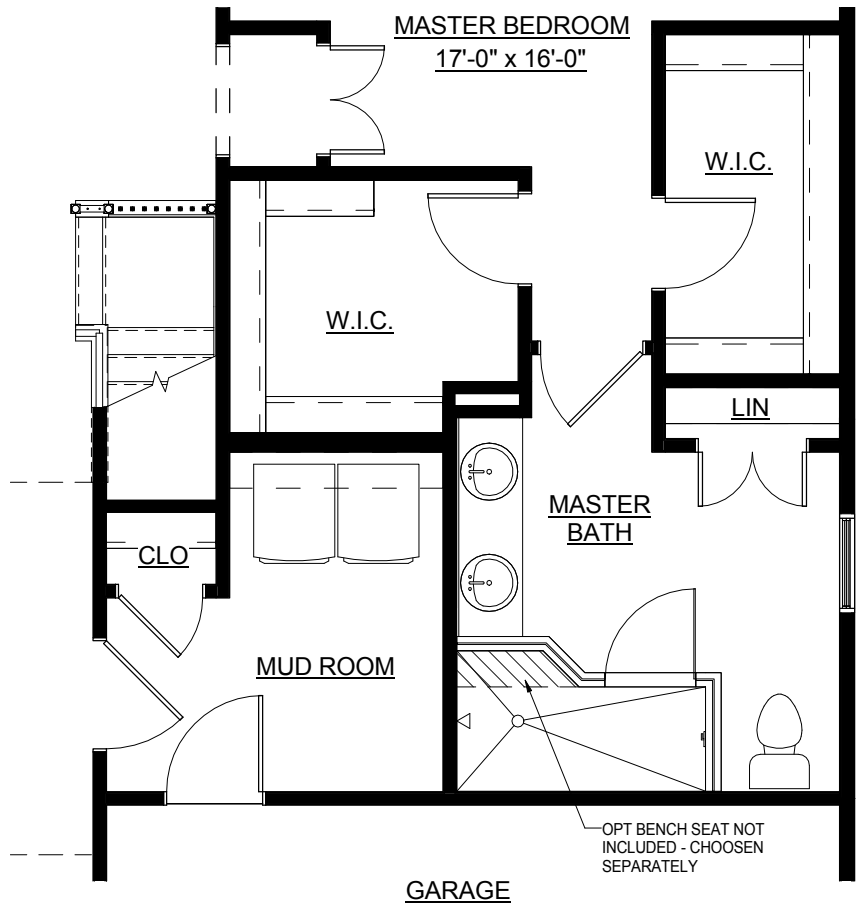 MASTER BEDROOM
17'-0" x 16'-0"
W.I.C.
W.I.C.
LIN
MASTER
BATH
CLO
MUD ROOM
OPT BENCH SEAT NOT
INCLUDED - CHOOSEN
SEPARATELY
GARAGE